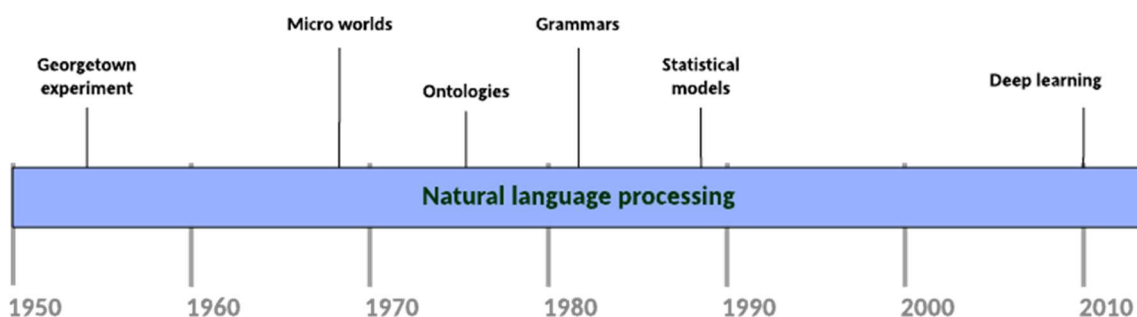 Micro worlds
Grammars
Georgetown
experiment
Statistical
models
Ontologies
Deep learning
Natural language processing
1950
1960
1970
1980
1990
2000
2010